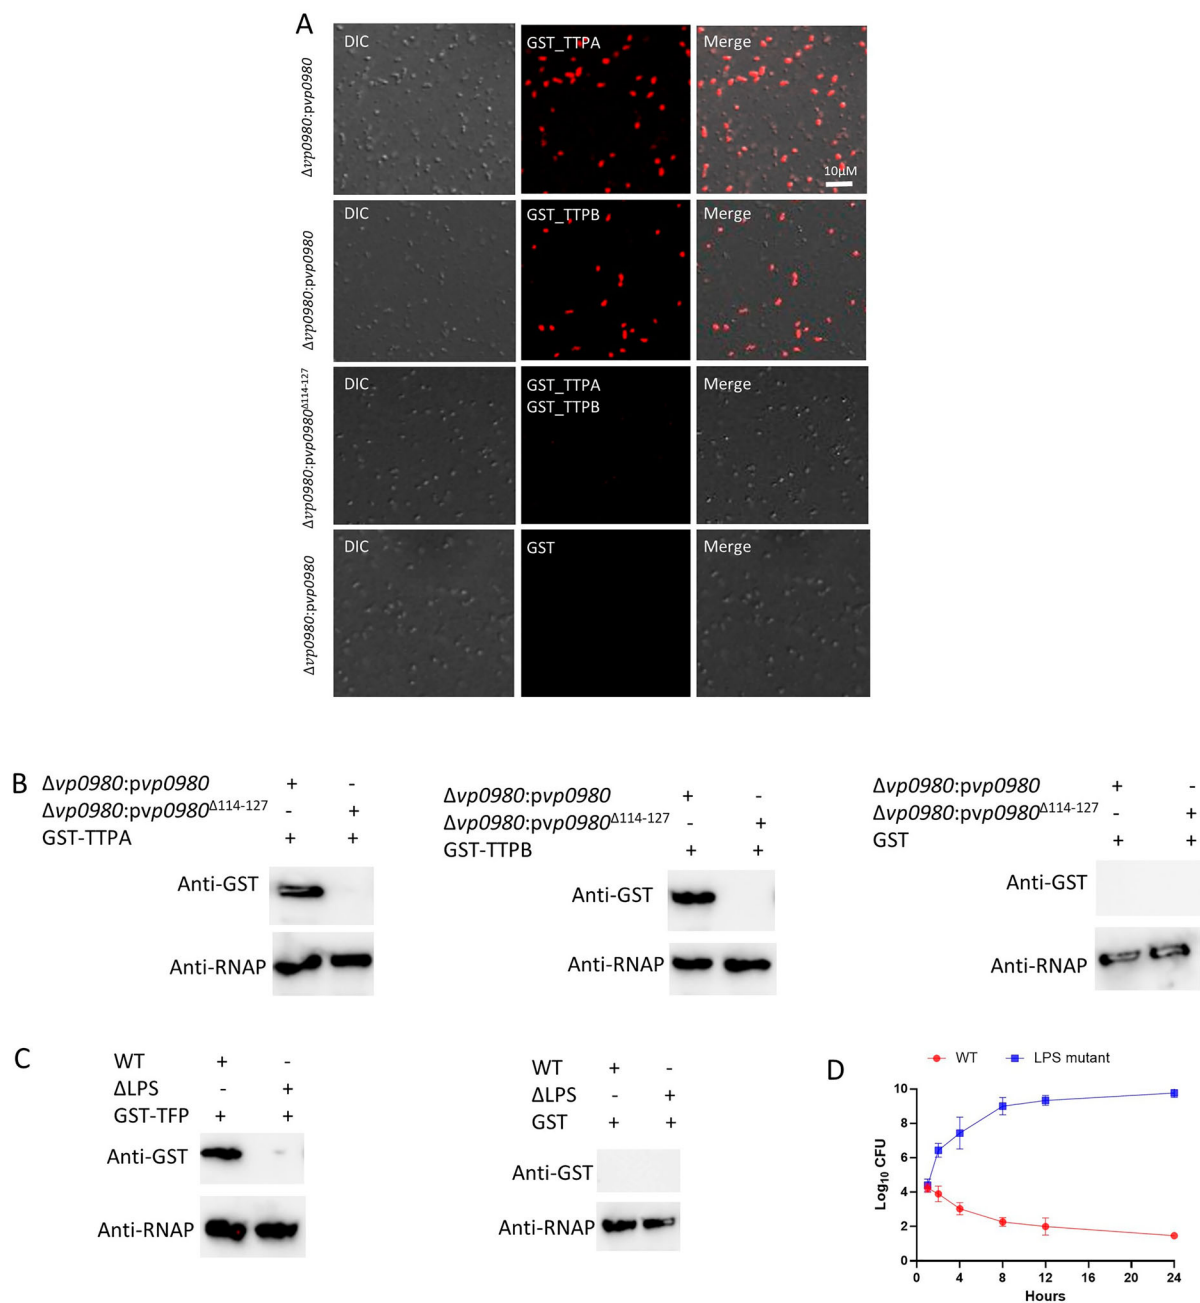 A
Δvp0980:pvp0980
DIC
GST_TTPA
Merge
10µM
Δvp0980:pvp0980
DIC
GST_TTPB
Merge
Δvp0980:pvp0980Δ114-127
DIC
GST_TTPA
GST_TTPB
Merge
Δvp0980:pvp0980
DIC
GST
Merge
B
Δvp0980:pvp0980 + -
Δvp0980:pvp0980Δ114-127 - +
GST-TTPA + +
Anti-GST
Anti-RNAP
Δvp0980:pvp0980 + -
Δvp0980:pvp0980Δ114-127 - +
GST-TTPB + +
Anti-GST
Anti-RNAP
Δvp0980:pvp0980 + -
Δvp0980:pvp0980Δ114-127 - +
GST + +
Anti-GST
Anti-RNAP
C
WT + -
ΔLPS - +
GST-TFP + +
Anti-GST
Anti-RNAP
WT + -
ΔLPS - +
GST + +
Anti-GST
Anti-RNAP
D
WT
LPS mutant
Log10 CFU
10
8
6
4
2
0
0 4 8 12 16 20 24
Hours